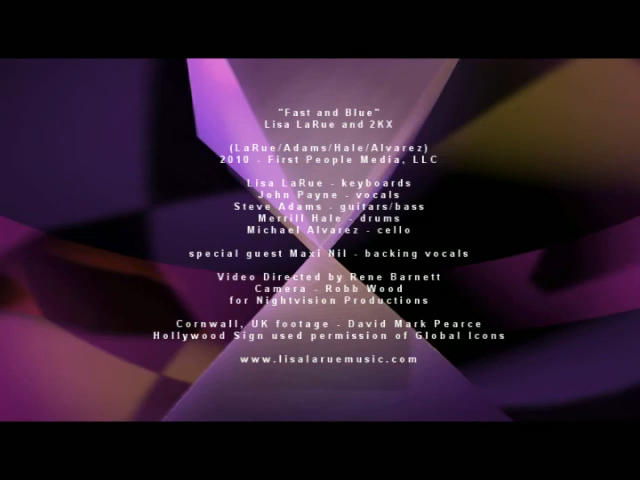 "Fast and Blue"
Lisa LaRue and 2KX
(LaRue/Adams/Hale/Alvarez)
2010 - First People Media, LLC
Lisa LaRue - keyboards
John Payne - vocals
Steve Adams - guitars/bass
Merrill Hale - drums
Michael Alvarez - cello
special guest Maxi Nil - backing vocals
Video Directed by Rene Barnett
Camera - Robb Wood
for Nightvision Productions
Cornwall, UK footage - David Mark Pearce
Hollywood Sign used permission of Global Icons
www.lisalaruemusic.com